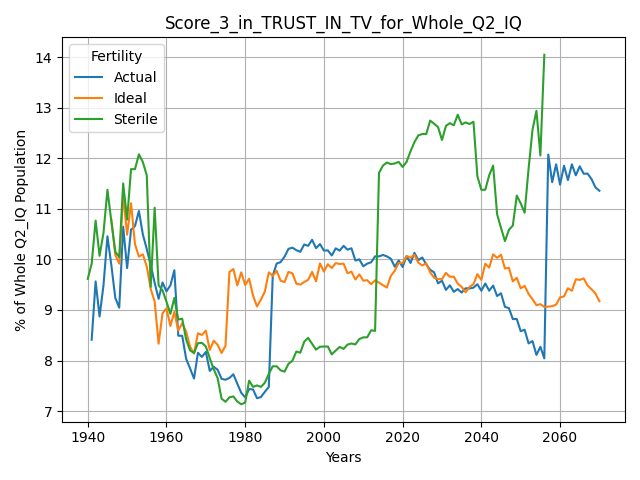 Score_3_in_TRUST_IN_TV_for_Whole_Q2_IQ
Fertility
Actual
Ideal
Sterile
% of Whole Q2_IQ Population
14
13
12
11
10
9
8
7
1940 1960 1980 2000 2020 2040 2060
Years